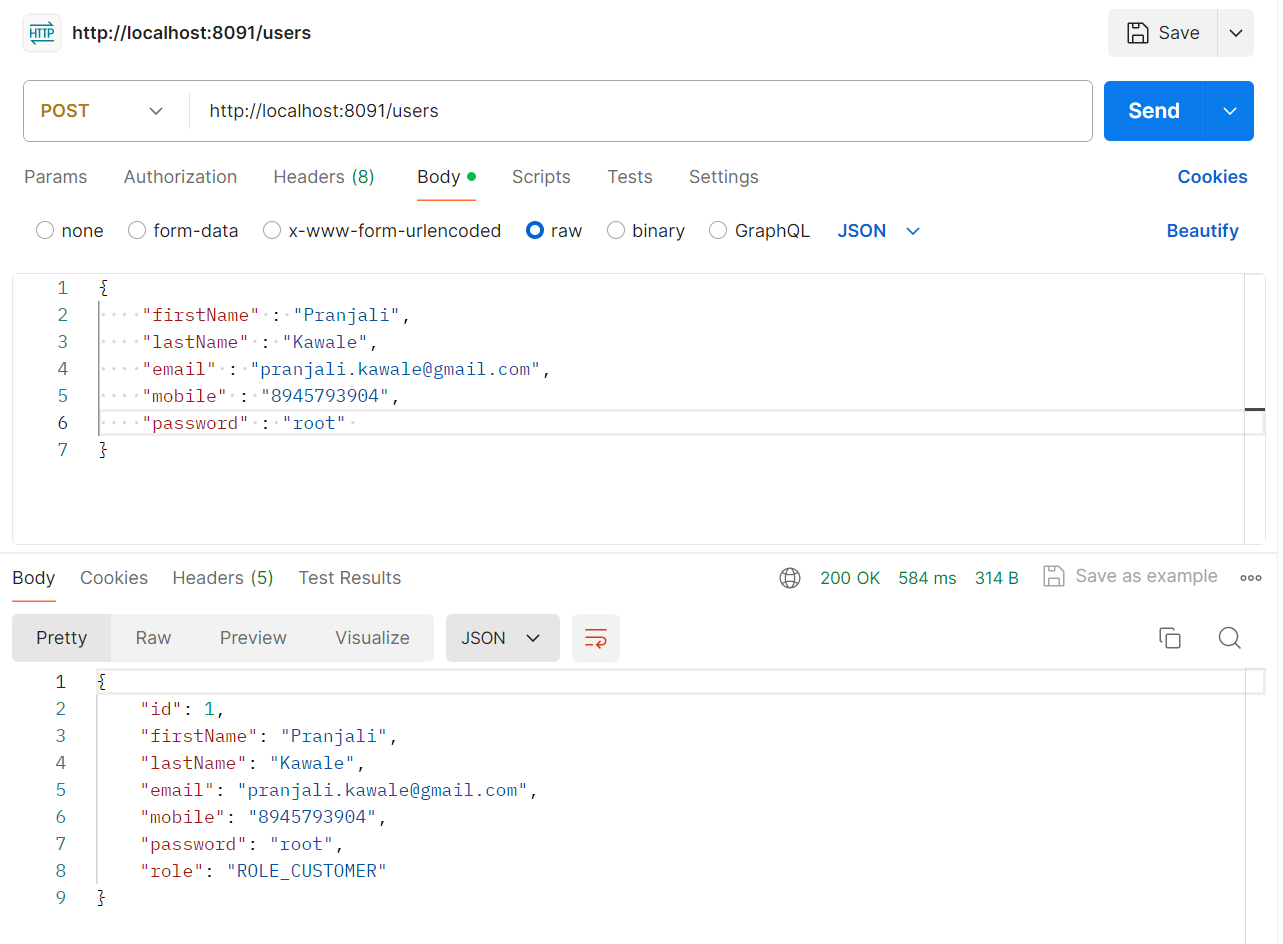 HTTP http://localhost:8091/users Save
POST http://localhost:8091/users Send
Params Authorization Headers (8) Body Scripts Tests Settings Cookies
none form-data x-www-form-urlencoded raw binary GraphQL JSON Beautify
1 {
2 "firstName" : "Pranjali",
3 "lastName" : "Kawale",
4 "email" : "pranjali.kawale@gmail.com",
5 "mobile" : "8945793904",
6 "password" : "root"
7 }
Body Cookies Headers (5) Test Results 200 OK 584 ms 314 B Save as example
Pretty Raw Preview Visualize JSON
1 {
2 "id": 1,
3 "firstName": "Pranjali",
4 "lastName": "Kawale",
5 "email": "pranjali.kawale@gmail.com",
6 "mobile": "8945793904",
7 "password": "root",
8 "role": "ROLE_CUSTOMER"
9 }